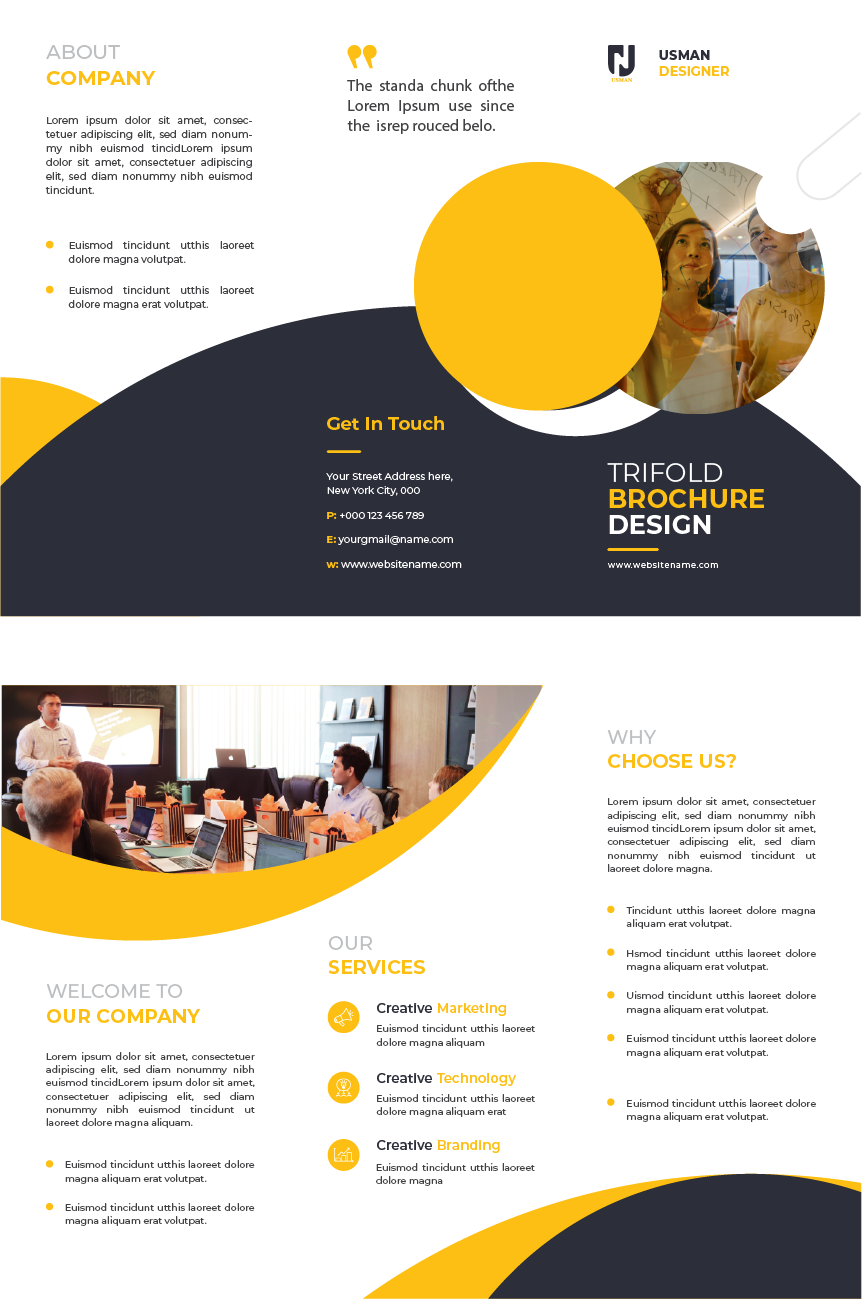 ABOUT
COMPANY
Lorem ipsum dolor sit amet, consec-
tetuer adipiscing elit, sed diam nonum-
my nibh euismod tincidLorem ipsum
dolor sit amet, consectetuer adipiscing
elit, sed diam nonummy nibh euismod
tincidunt.
Euismod tincidunt utthis laoreet
dolore magna volutpat.
Euismod tincidunt utthis laoreet
dolore magna erat volutpat.
The standa chunk ofthe
Lorem Ipsum use since
the isrep rouced belo.
Get In Touch
Your Street Address here,
New York City, 000
P: +000 123 456 789
E: yourgmail@name.com
w: www.websitename.com
USMAN
USMAN
DESIGNER
TRIFOLD
BROCHURE
DESIGN
www.websitename.com
WELCOME TO
OUR COMPANY
Lorem ipsum dolor sit amet, consectetuer
adipiscing elit, sed diam nonummy nibh
euismod tincidLorem ipsum dolor sit amet,
consectetuer adipiscing elit, sed diam
nonummy nibh euismod tincidunt ut
laoreet dolore magna aliquam.
Euismod tincidunt utthis laoreet dolore
magna aliquam erat volutpat.
Euismod tincidunt utthis laoreet dolore
magna aliquam erat volutpat.
OUR
SERVICES
Creative Marketing
Euismod tincidunt utthis laoreet
dolore magna aliquam
Creative Technology
Euismod tincidunt utthis laoreet
dolore magna aliquam erat
Creative Branding
Euismod tincidunt utthis laoreet
dolore magna
WHY
CHOOSE US?
Lorem ipsum dolor sit amet, consectetuer
adipiscing elit, sed diam nonummy nibh
euismod tincidLorem ipsum dolor sit amet,
consectetuer adipiscing elit, sed diam
nonummy nibh euismod tincidunt ut
laoreet dolore magna.
Tincidunt utthis laoreet dolore magna
aliquam erat volutpat.
Hsmod tincidunt utthis laoreet dolore
magna aliquam erat volutpat.
Uismod tincidunt utthis laoreet dolore
magna aliquam erat volutpat.
Euismod tincidunt utthis laoreet dolore
magna aliquam erat volutpat.
Euismod tincidunt utthis laoreet dolore
magna aliquam erat volutpat.